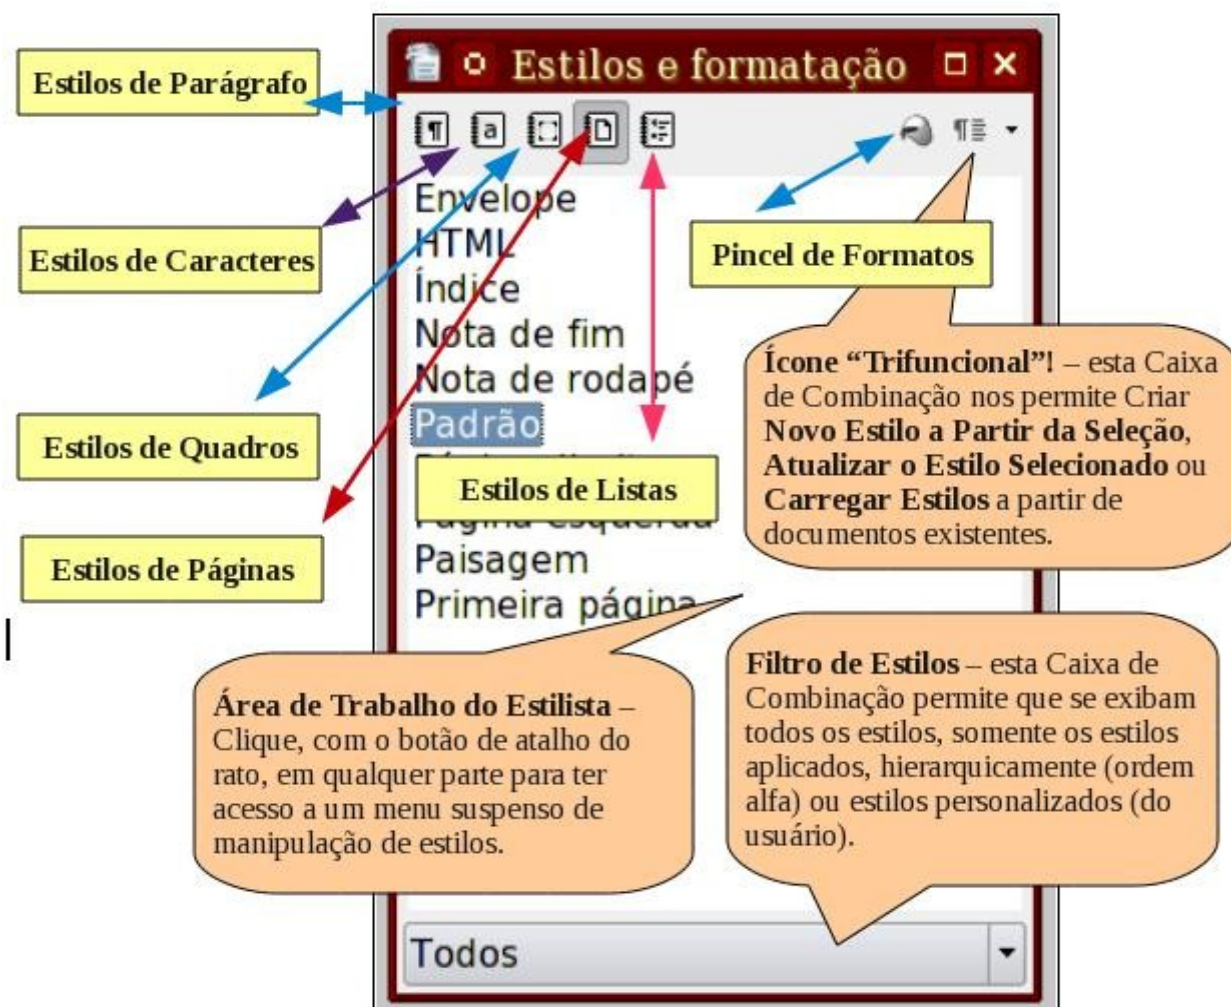 Estilos e formatação
Estilos de Parágrafo
Estilos de Caracteres
Estilos de Quadros
Estilos de Páginas
Envelope
HTML
Índice
Nota de fim
Nota de rodapé
Padrão
Estilos de Listas
Paisagem
Primeira página
Pincel de Formatos
Ícone “Trifuncional”! – esta Caixa
de Combinação nos permite Criar
Novo Estilo a Partir da Seleção,
Atualizar o Estilo Selecionado ou
Carregar Estilos a partir de
documentos existentes.
Área de Trabalho do Estilista –
Clique, com o botão de atalho do
rato, em qualquer parte para ter
acesso a um menu suspenso de
manipulação de estilos.
Filtro de Estilos – esta Caixa de
Combinação permite que se exibam
todos os estilos, somente os estilos
aplicados, hierarquicamente (ordem
alfa) ou estilos personalizados (do
usuário).
Todos